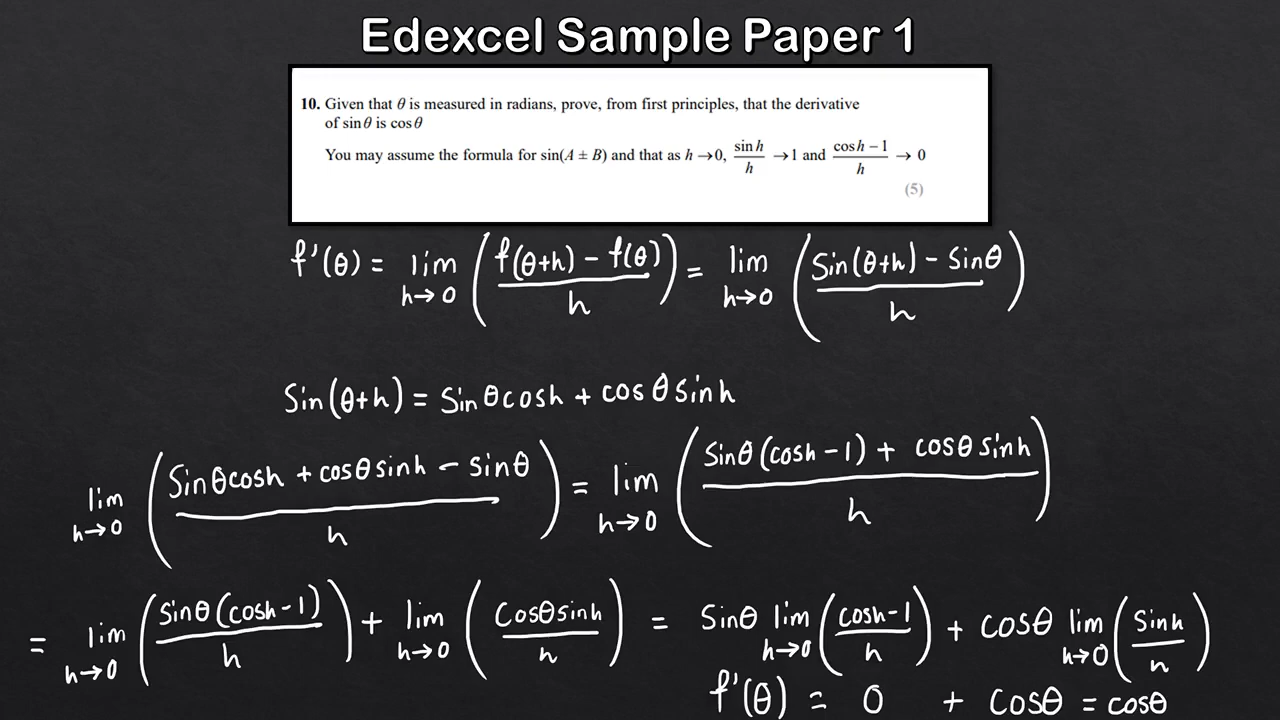 Edexcel Sample Paper 1
10. Given that θ is measured in radians, prove, from first principles, that the derivative
of sin θ is cos θ
You may assume the formula for sin(A ± B) and that as h → 0, sin h / h → 1 and cos h − 1 / h → 0
(5)
f'(θ) = lim h→0 (f(θ+h) − f(θ) / h) = lim h→0 (Sin(θ+h) − Sinθ / h)
Sin(θ+h) = Sinθcosh + cosθsinh
lim h→0 (Sinθcosh + cosθsinh − sinθ / h) = lim h→0 (Sinθ(cosh−1) + cosθsinh / h)
= lim h→0 (Sinθ(cosh−1) / h) + lim h→0 (Cosθsinh / h) = Sinθ lim h→0 (cosh−1 / h) + cosθ lim h→0 (Sinh / h)
f'(θ) = 0 + cosθ = cosθ